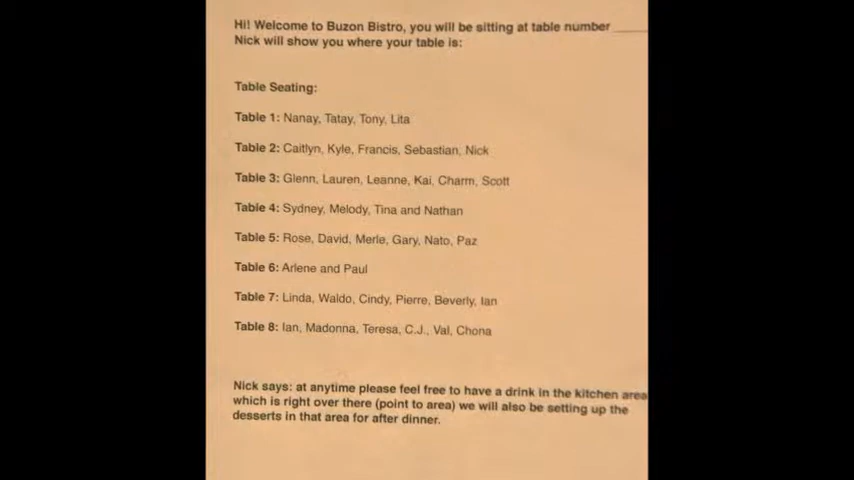 Hi! Welcome to Buzon Bistro, you will be sitting at table number ____
Nick will show you where your table is:
Table Seating:
Table 1: Nanay, Tatay, Tony, Lita
Table 2: Caitlyn, Kyle, Francis, Sebastian, Nick
Table 3: Glenn, Lauren, Leanne, Kai, Charm, Scott
Table 4: Sydney, Melody, Tina and Nathan
Table 5: Rose, David, Merle, Gary, Nato, Paz
Table 6: Arlene and Paul
Table 7: Linda, Waldo, Cindy, Pierre, Beverly, Ian
Table 8: Ian, Madonna, Teresa, C.J., Val, Chona
Nick says: at anytime please feel free to have a drink in the kitchen area
which is right over there (point to area) we will also be setting up the
desserts in that area for after dinner.